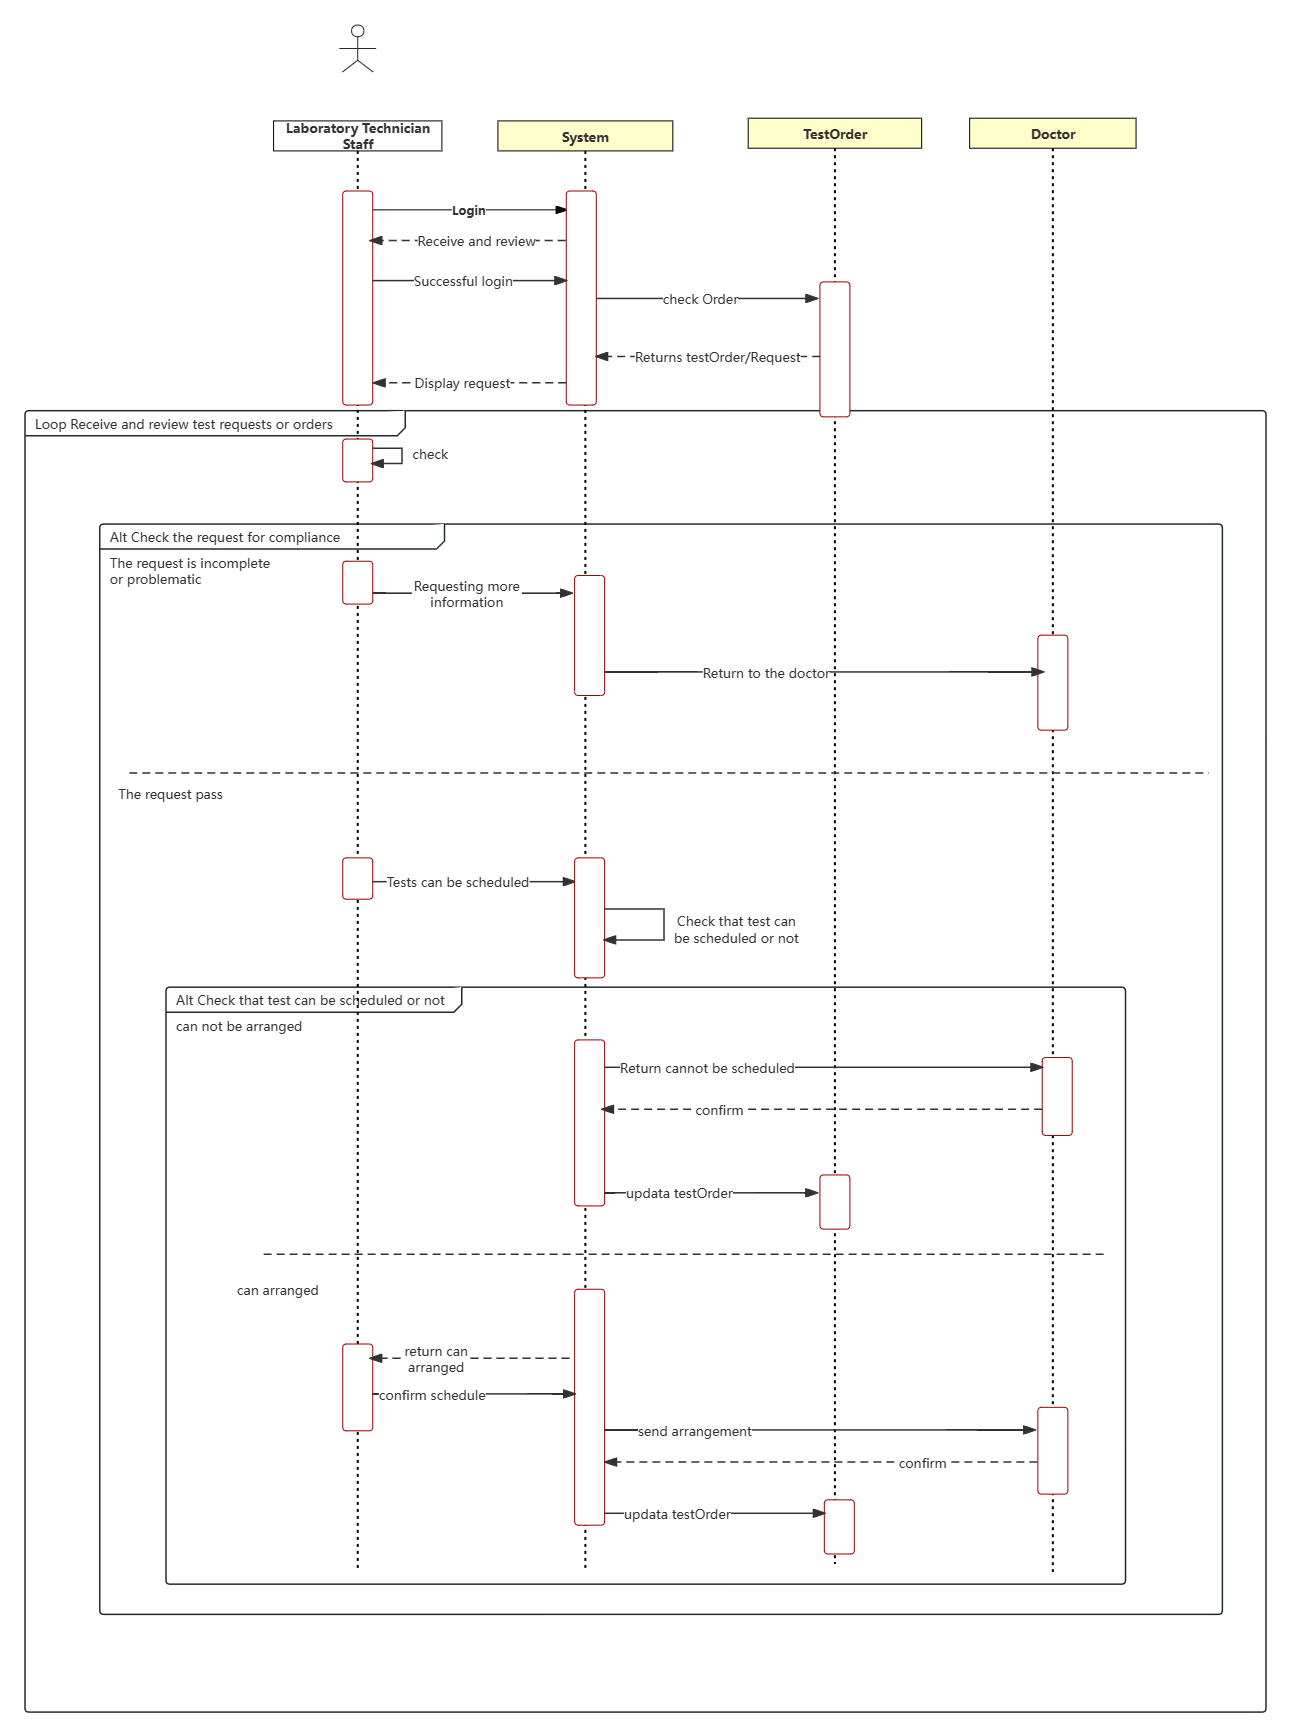 Laboratory Technician
Staff
System
TestOrder
Doctor
Login
Receive and review
Successful login
check Order
Returns testOrder/Request
Display request
Loop Receive and review test requests or orders
check
Alt Check the request for compliance
The request is incomplete
or problematic
Requesting more
information
Return to the doctor
The request pass
Tests can be scheduled
Check that test can
be scheduled or not
Alt Check that test can be scheduled or not
can not be arranged
Return cannot be scheduled
confirm
updata testOrder
can arranged
return can
arranged
confirm schedule
send arrangement
confirm
updata testOrder